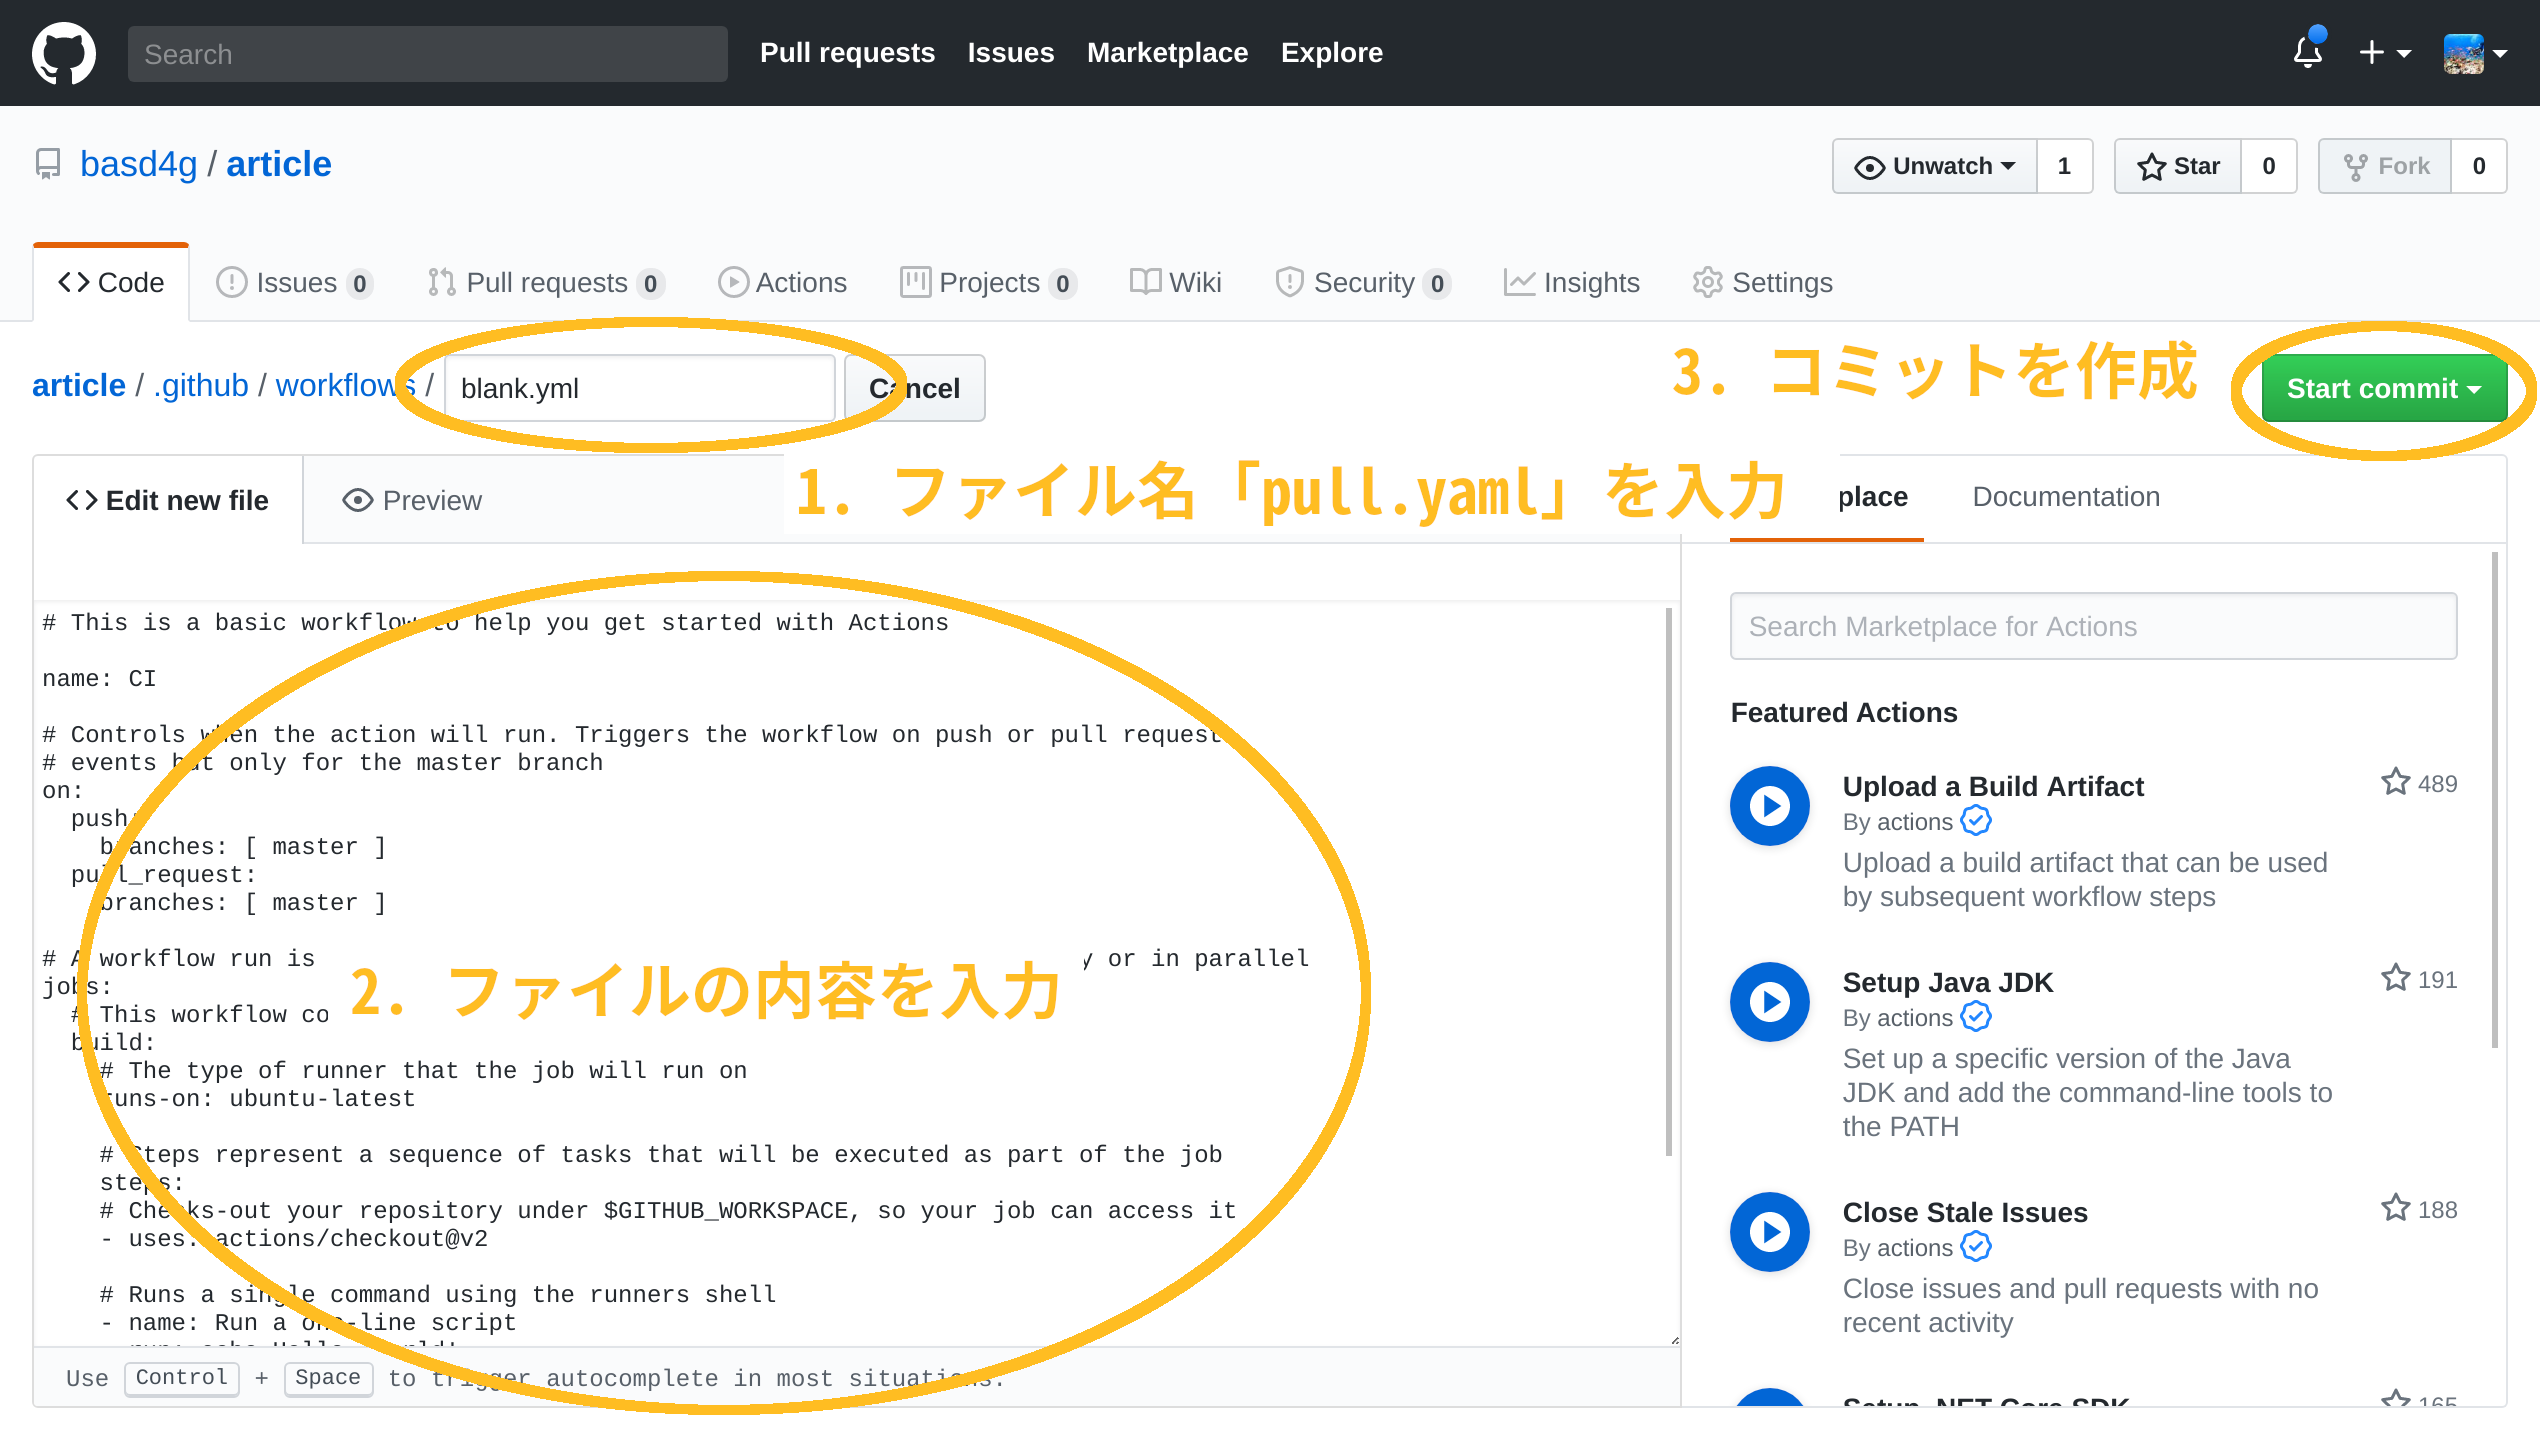 Search Pull requests Issues Marketplace Explore
basd4g / article
Unwatch 1 Star 0 Fork 0
Code Issues 0 Pull requests 0 Actions Projects 0 Wiki Security 0 Insights Settings
article / .github / workflows / blank.yml Cancel
3. コミットを作成
Start commit
1. ファイル名「pull.yaml」を入力
Edit new file Preview
place Documentation
# This is a basic workflow to help you get started with Actions
name: CI
# Controls when the action will run. Triggers the workflow on push or pull request
# events but only for the master branch
on:
push:
branches: [ master ]
pull_request:
branches: [ master ]
# A workflow run is
y or in parallel
jobs:
2. ファイルの内容を入力
# This workflow co
build:
# The type of runner that the job will run on
runs-on: ubuntu-latest
# Steps represent a sequence of tasks that will be executed as part of the job
steps:
# Checks-out your repository under $GITHUB_WORKSPACE, so your job can access it
- uses: actions/checkout@v2
# Runs a single command using the runners shell
- name: Run a one-line script
Use Control + Space to trigger autocomplete in most situations.
Search Marketplace for Actions
Featured Actions
Upload a Build Artifact 489
By actions
Upload a build artifact that can be used
by subsequent workflow steps
Setup Java JDK 191
By actions
Set up a specific version of the Java
JDK and add the command-line tools to
the PATH
Close Stale Issues 188
By actions
Close issues and pull requests with no
recent activity
Setup .NET Core SDK 165